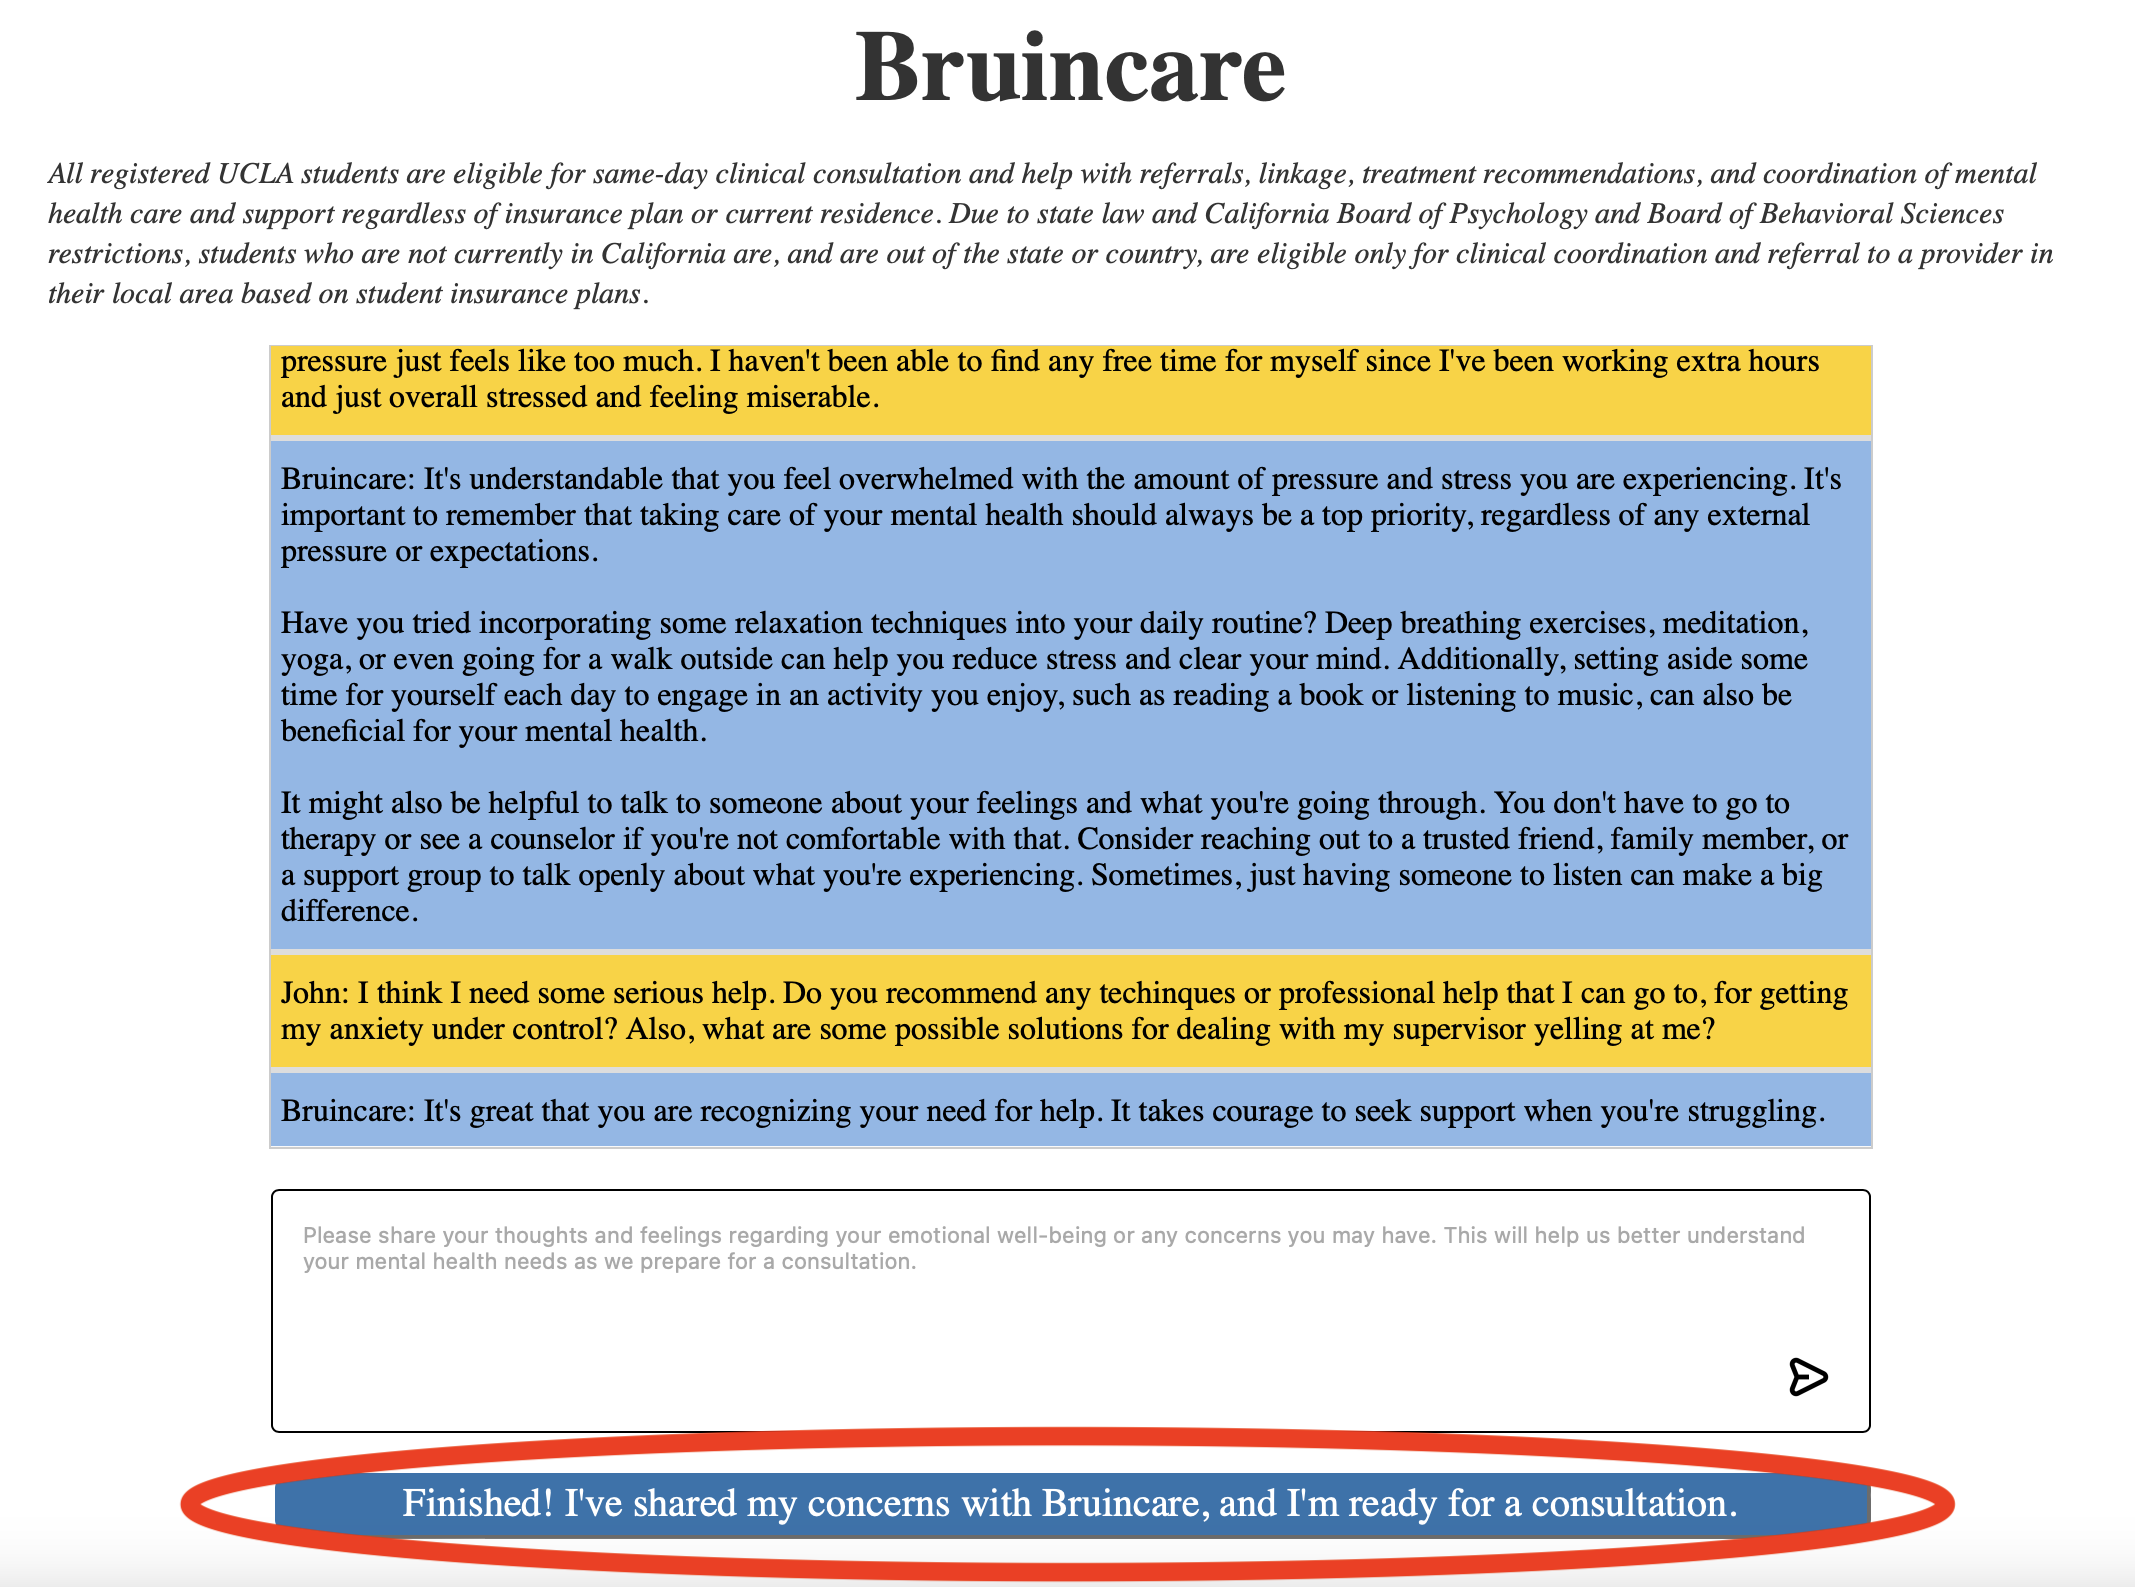 Bruincare
All registered UCLA students are eligible for same-day clinical consultation and help with referrals, linkage, treatment recommendations, and coordination of mental
health care and support regardless of insurance plan or current residence. Due to state law and California Board of Psychology and Board of Behavioral Sciences
restrictions, students who are not currently in California are, and are out of the state or country, are eligible only for clinical coordination and referral to a provider in
their local area based on student insurance plans.
pressure just feels like too much. I haven't been able to find any free time for myself since I've been working extra hours
and just overall stressed and feeling miserable.
Bruincare: It's understandable that you feel overwhelmed with the amount of pressure and stress you are experiencing. It's
important to remember that taking care of your mental health should always be a top priority, regardless of any external
pressure or expectations.
Have you tried incorporating some relaxation techniques into your daily routine? Deep breathing exercises, meditation,
yoga, or even going for a walk outside can help you reduce stress and clear your mind. Additionally, setting aside some
time for yourself each day to engage in an activity you enjoy, such as reading a book or listening to music, can also be
beneficial for your mental health.
It might also be helpful to talk to someone about your feelings and what you're going through. You don't have to go to
therapy or see a counselor if you're not comfortable with that. Consider reaching out to a trusted friend, family member, or
a support group to talk openly about what you're experiencing. Sometimes, just having someone to listen can make a big
difference.
John: I think I need some serious help. Do you recommend any techinques or professional help that I can go to, for getting
my anxiety under control? Also, what are some possible solutions for dealing with my supervisor yelling at me?
Bruincare: It's great that you are recognizing your need for help. It takes courage to seek support when you're struggling.
Please share your thoughts and feelings regarding your emotional well-being or any concerns you may have. This will help us better understand
your mental health needs as we prepare for a consultation.
Finished! I've shared my concerns with Bruincare, and I'm ready for a consultation.